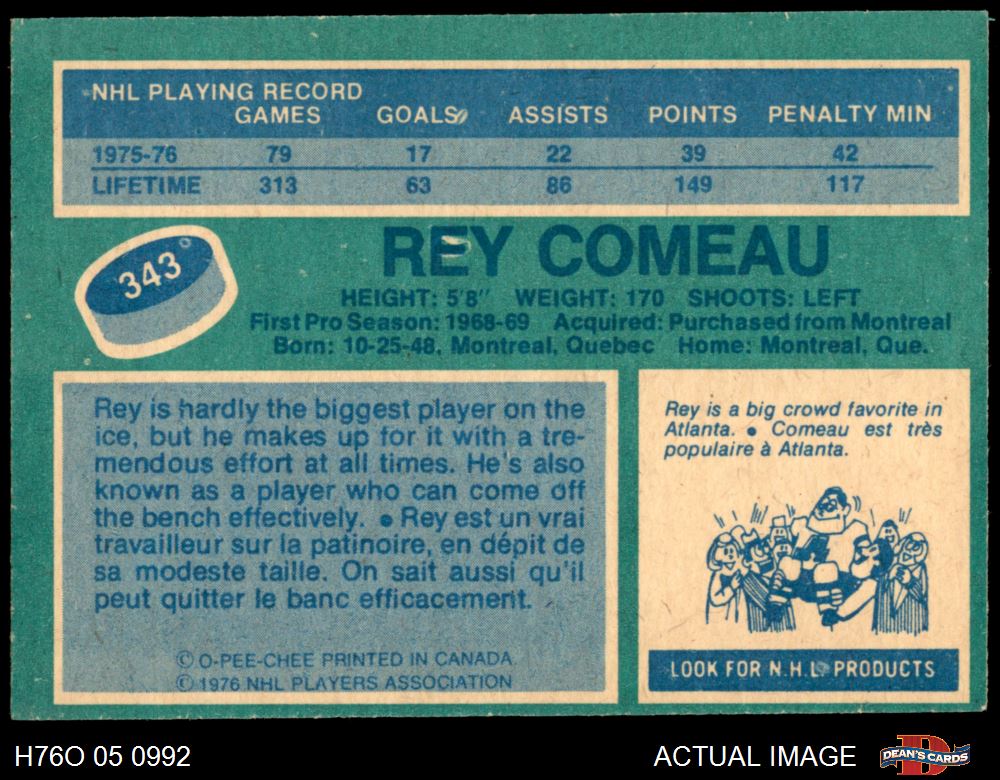 NHL PLAYING RECORD
GAMES GOALS ASSISTS POINTS PENALTY MIN
1975-76 79 17 22 39 42
LIFETIME 313 63 86 149 117
343
REY COMEAU
HEIGHT: 5'8" WEIGHT: 170 SHOOTS: LEFT
First Pro Season: 1968-69 Acquired: Purchased from Montreal
Born: 10-25-48, Montreal, Quebec Home: Montreal, Que.
Rey is hardly the biggest player on the
ice, but he makes up for it with a tre-
mendous effort at all times. He's also
known as a player who can come off
the bench effectively. ● Rey est un vrai
travailleur sur la patinoire, en dépit de
sa modeste taille. On sait aussi qu'il
peut quitter le banc efficacement.
© O-PEE-CHEE PRINTED IN CANADA.
© 1976 NHL PLAYERS ASSOCIATION
Rey is a big crowd favorite in
Atlanta. ● Comeau est très
populaire à Atlanta.
LOOK FOR N.H.L. PRODUCTS
H76O 05 0992
ACTUAL IMAGE
D
DEAN'S CARDS